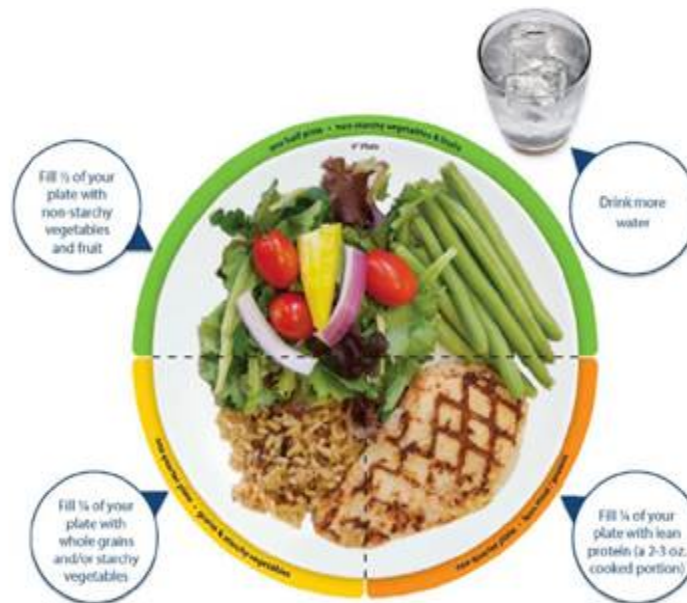 one half plate • non-starchy vegetables & fruits
9" Plate
Fill ½ of your
plate with
non-starchy
vegetables
and fruit
Drink more
water
Fill ¼ of your
plate with
whole grains
and/or starchy
vegetables
one quarter plate • grains & starchy vegetables
one quarter plate • lean
Fill ¼ of your
plate with lean
protein (a 2-3 oz.
cooked portion)